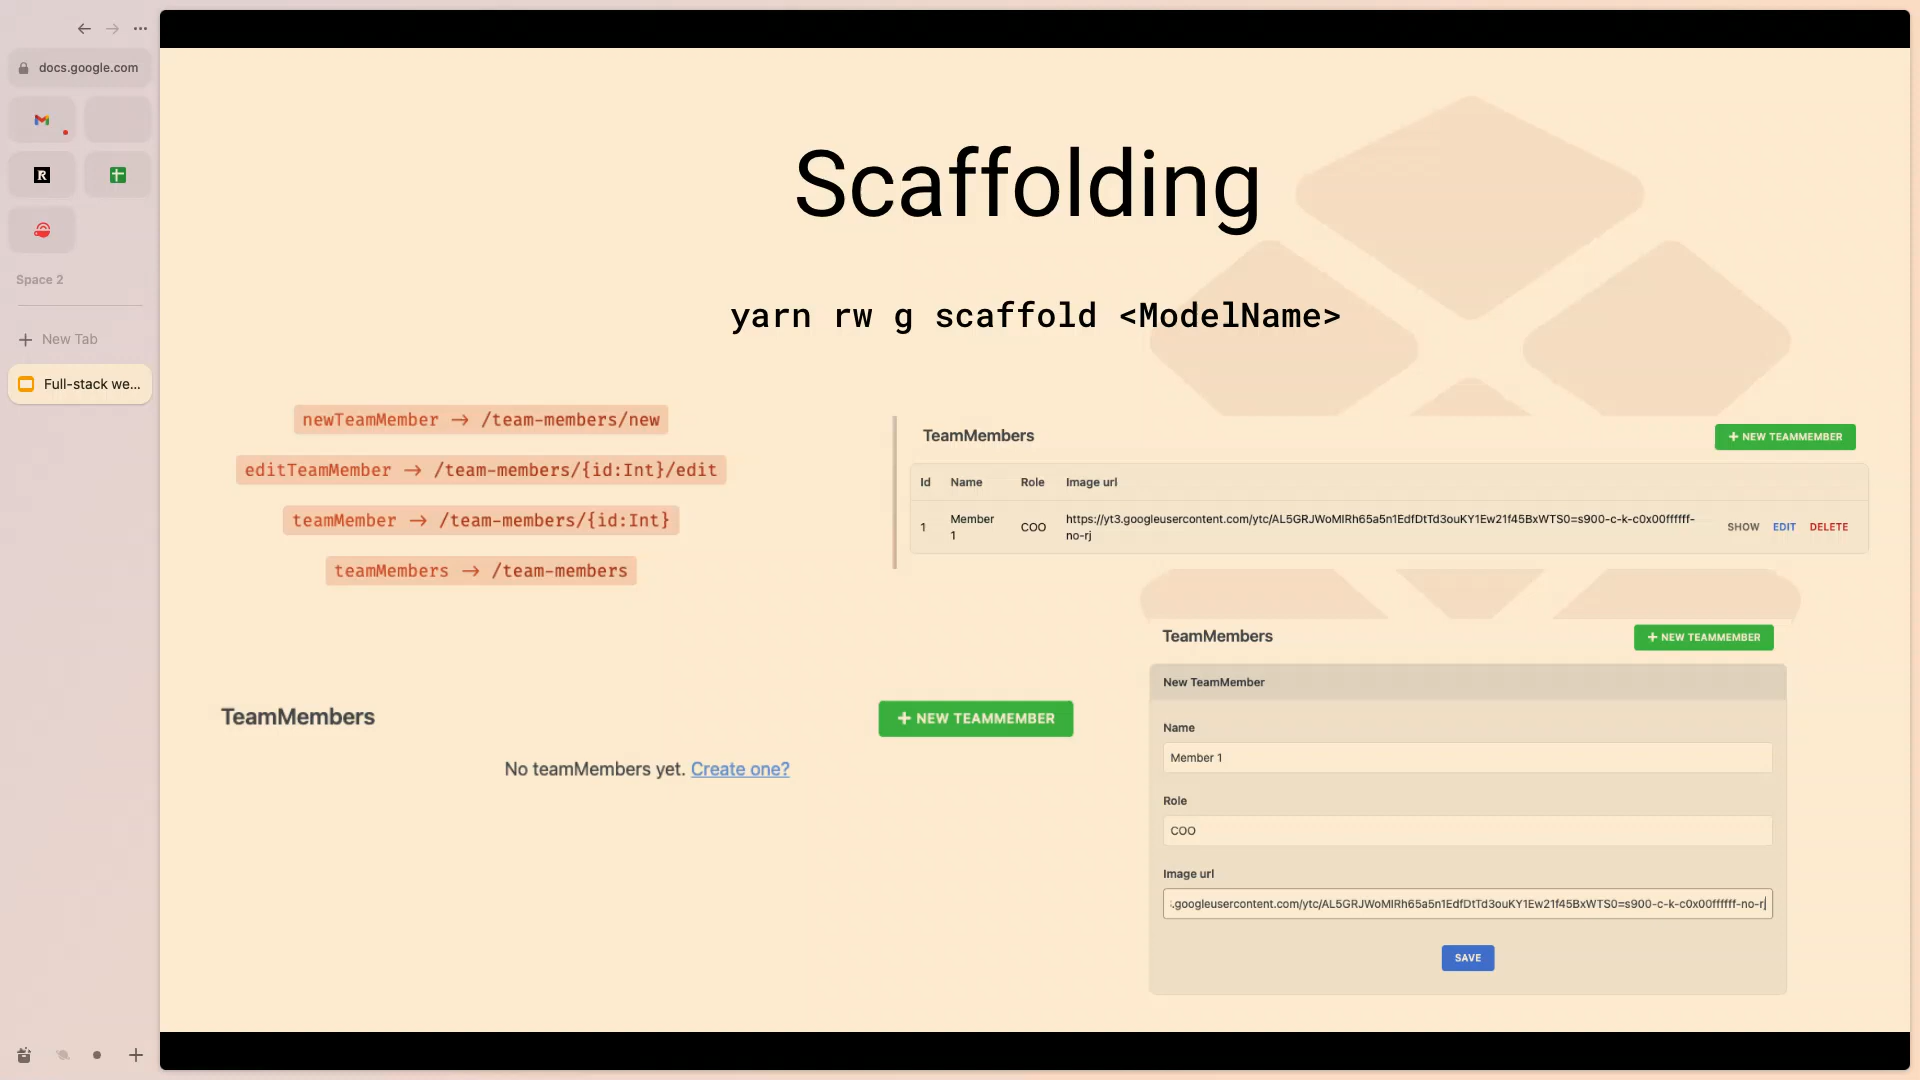 docs.google.com
Space 2
New Tab
Full-stack we...
Scaffolding
yarn rw g scaffold <ModelName>
newTeamMember → /team-members/new
editTeamMember → /team-members/{id:Int}/edit
teamMember → /team-members/{id:Int}
teamMembers → /team-members
TeamMembers
+ NEW TEAMMEMBER
Id Name Role Image url
1 Member 1 COO https://yt3.googleusercontent.com/ytc/AL5GRJWoMIRh65a5n1EdfDtTd3ouKY1Ew21f45BxWTS0=s900-c-k-c0x00ffffff-no-rj SHOW EDIT DELETE
TeamMembers
+ NEW TEAMMEMBER
No teamMembers yet. Create one?
TeamMembers
+ NEW TEAMMEMBER
New TeamMember
Name
Member 1
Role
COO
Image url
.googleusercontent.com/ytc/AL5GRJWoMIRh65a5n1EdfDtTd3ouKY1Ew21f45BxWTS0=s900-c-k-c0x00ffffff-no-rj
SAVE